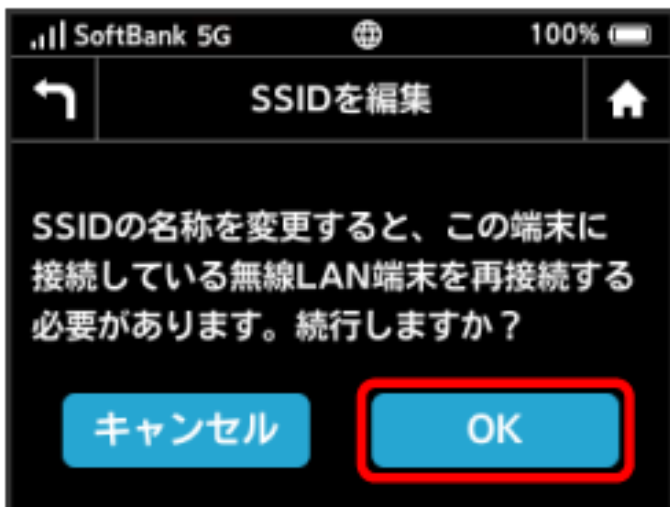 SoftBank 5G 100%
SSIDを編集
SSIDの名称を変更すると、この端末に
接続している無線LAN端末を再接続する
必要があります。続行しますか？
キャンセル OK